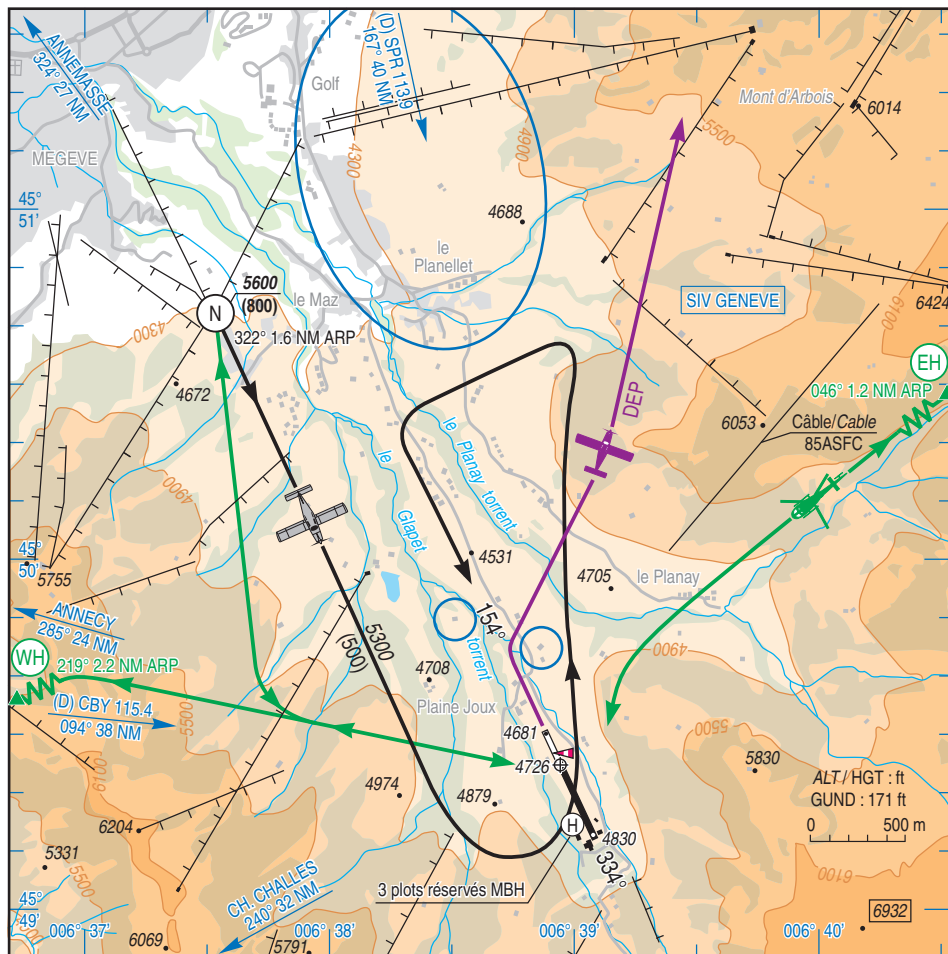 ANNEMASSE
324° 27 NM
(D) SPR 113.9
167° 40 NM
Golf
Mont d'Arbois
6014
5500
4900
4300
MEGEVE
45°
51'
4688
le
Planellet
SIV GENEVE
6424
6100
5600
(800)
le Maz
N
322° 1.6 NM ARP
4300
4672
EH
046° 1.2 NM ARP
DEP
6053
Câble/Cable
85ASFC
4900
le
Glapet
torrent
le Planay torrent
4531
45°
50'
5755
4705
le Planay
ANNECY
285° 24 NM
154°
5300
(500)
4900
WH
219° 2.2 NM ARP
4708
(D) CBY 115.4
094° 38 NM
5500
Plaine Joux
4681
5500
6100
4726
5830
4974
4879
ALT / HGT : ft
GUND : 171 ft
0 500 m
6204
H
4830
334°
5331
5500
3 plots réservés MBH
6100
CH. CHALLES
240° 32 NM
45°
49'
6932
006° 37'
6069
5791
006° 38'
006° 39'
006° 40'